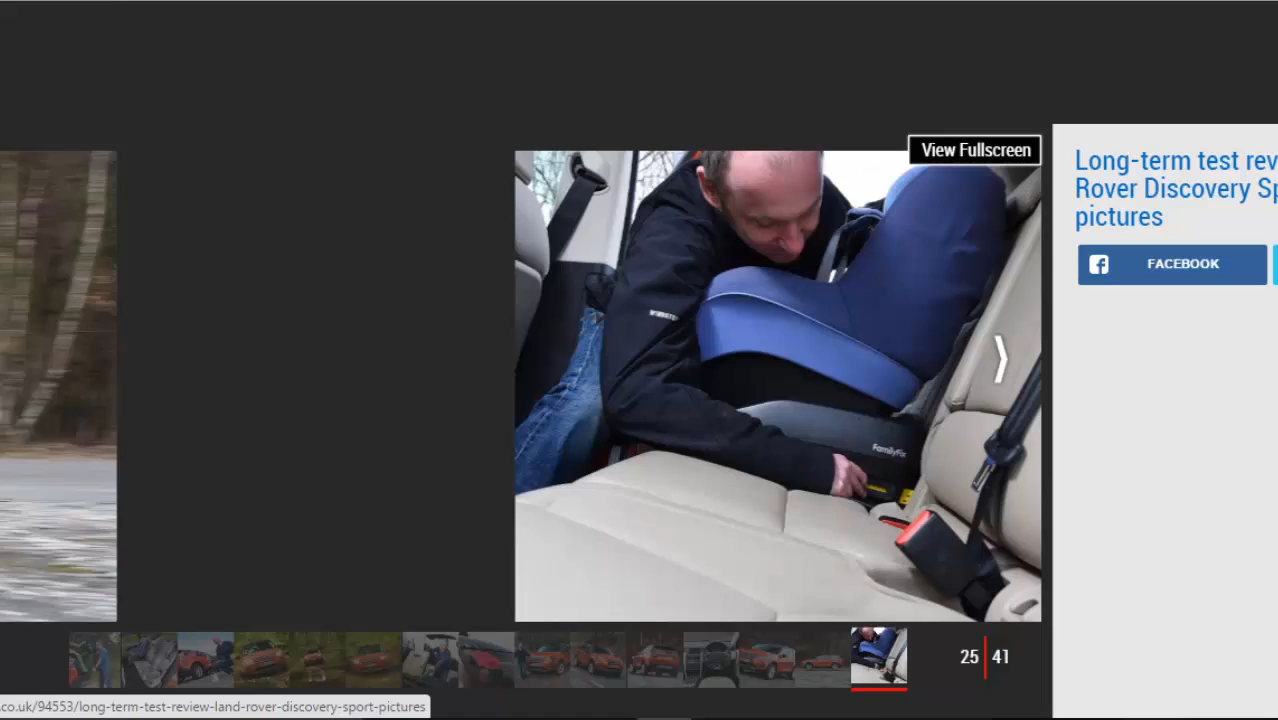 View Fullscreen
Long-term test rev
Rover Discovery Sp
pictures
FACEBOOK
FamilyFix
25 41
.co.uk/94553/long-term-test-review-land-rover-discovery-sport-pictures